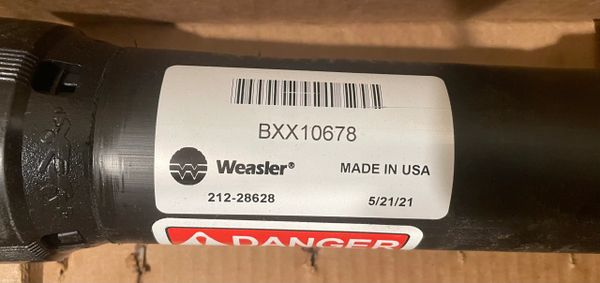 BXX10678
Weasler® MADE IN USA
212-28628 5/21/21
DANGER